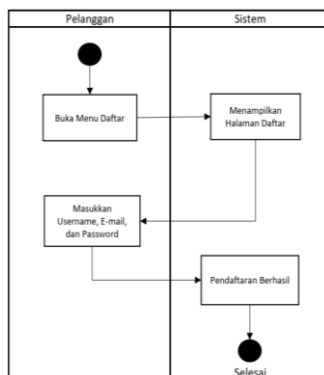 Pelanggan
Sistem
Buka Menu Daftar
Menampilkan
Halaman Daftar
Masukkan
Username, E-mail,
dan Password
Pendaftaran Berhasil
Selesai